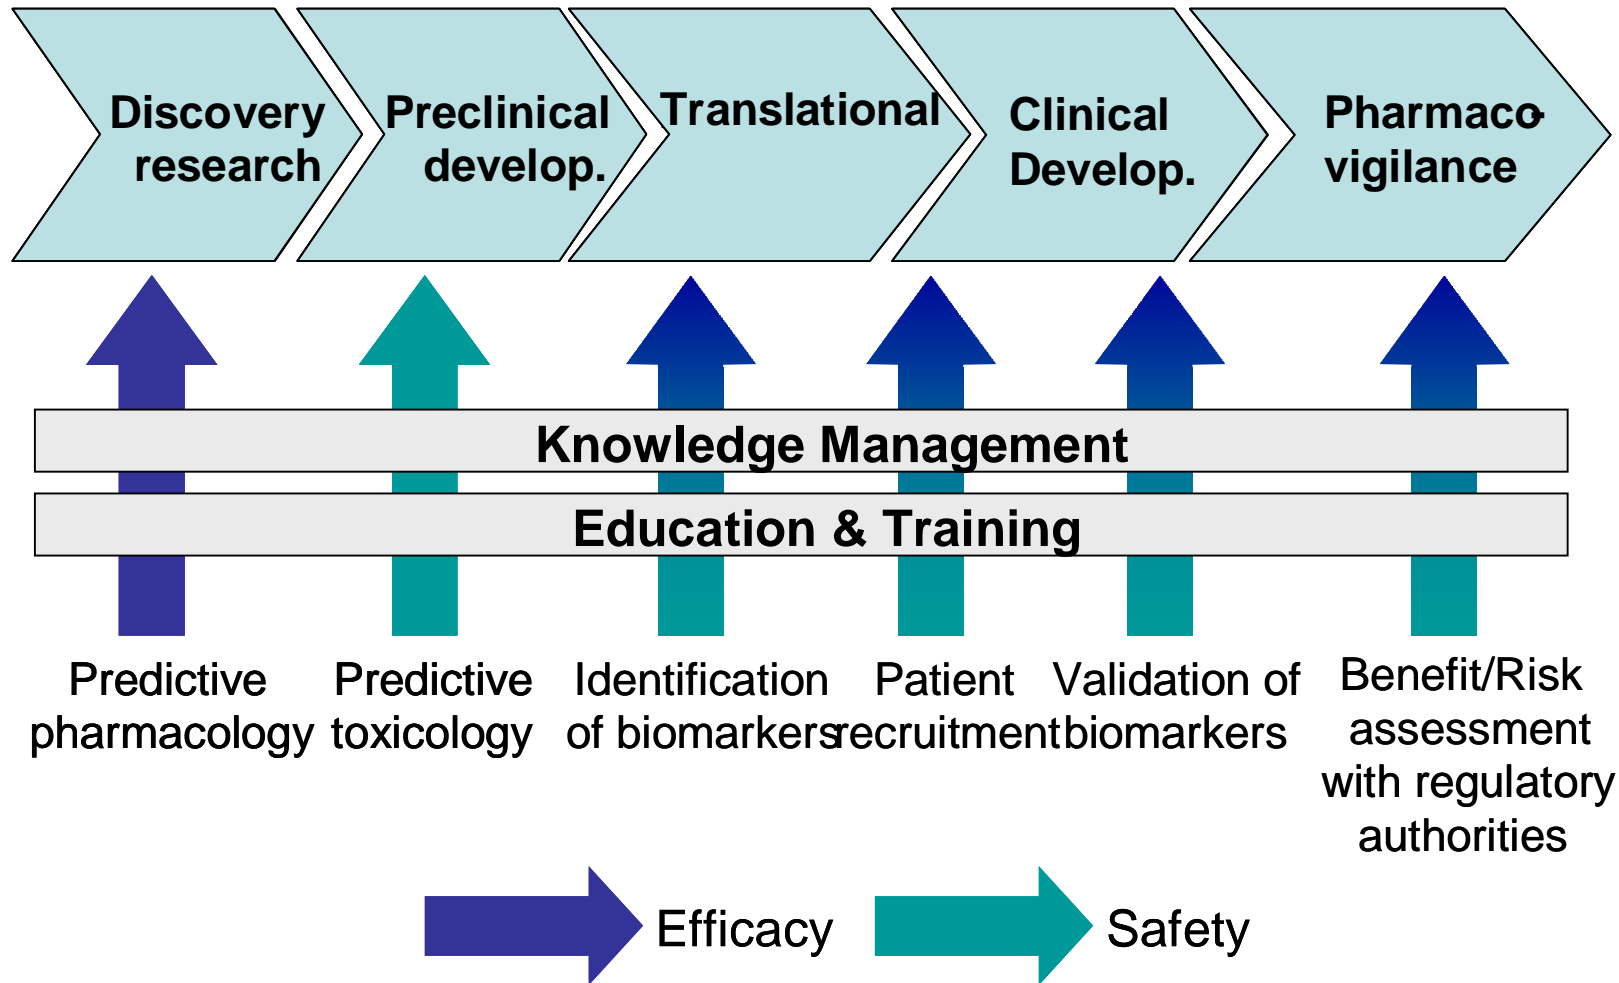 Discovery
research
Preclinical
develop.
Translational
Clinical
Develop.
Pharmaco-
vigilance
Knowledge Management
Education & Training
Predictive
pharmacology
Predictive
toxicology
Identification
of biomarkers
Patient
recruitment
Validation of
biomarkers
Benefit/Risk
assessment
with regulatory
authorities
Efficacy
Safety